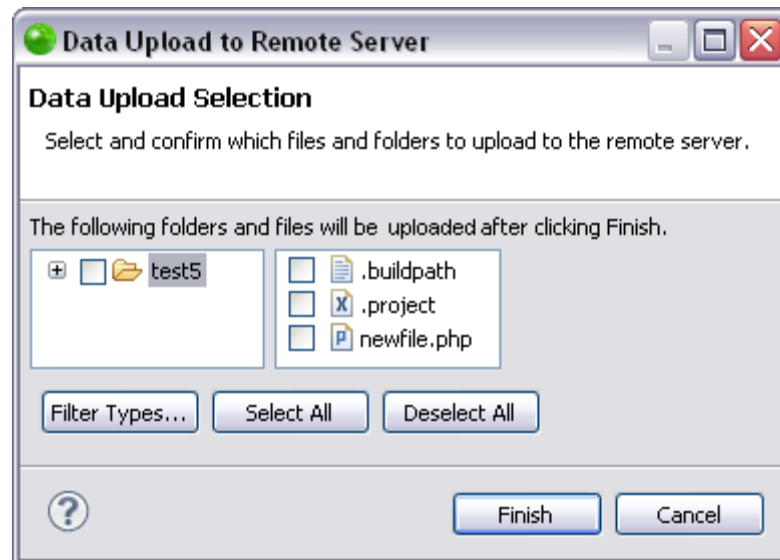 Data Upload to Remote Server
Data Upload Selection
Select and confirm which files and folders to upload to the remote server.
The following folders and files will be uploaded after clicking Finish.
test5
.buildpath
.project
newfile.php
Filter Types...
Select All
Deselect All
Finish
Cancel